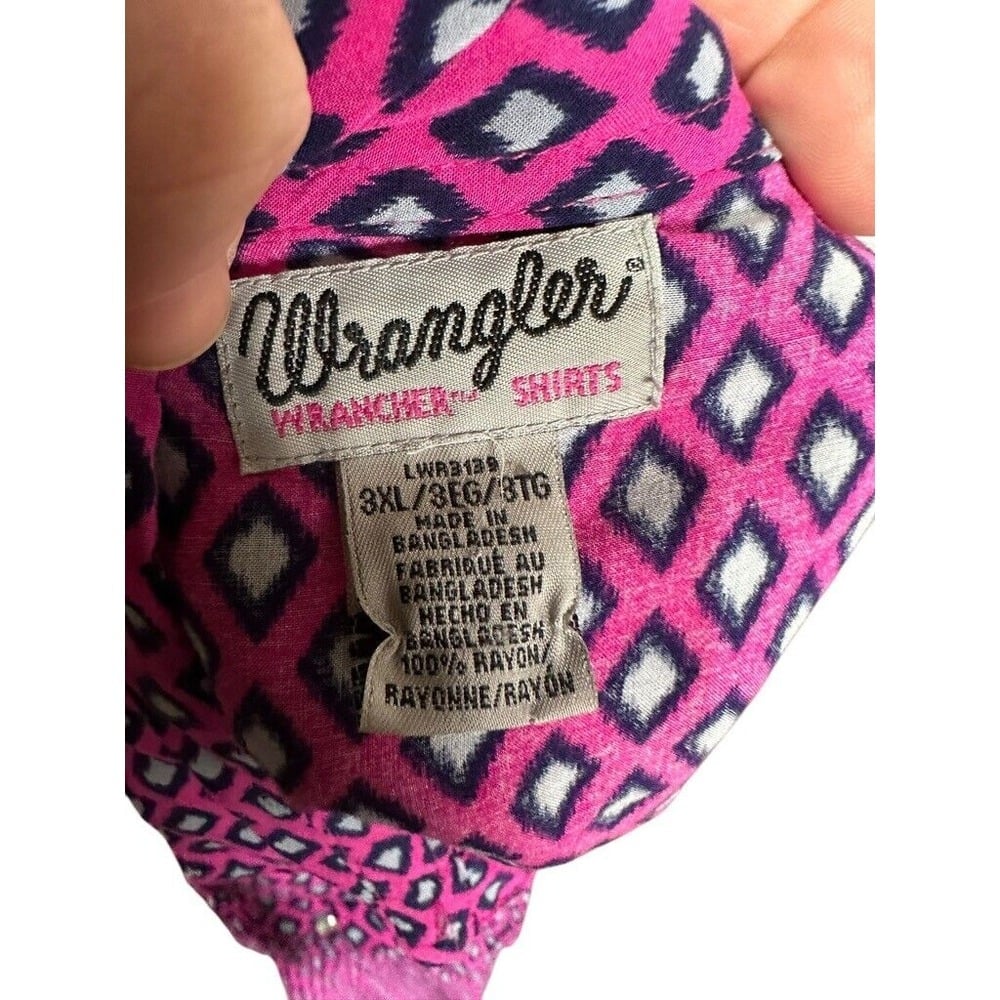 Wrangler®
WRANCHER™ SHIRTS
LWR3139
3XL/3EG/3TG
MADE IN
BANGLADESH
FABRIQUÉ AU
BANGLADESH
HECHO EN
BANGLADESH
100% RAYON/
RAYONNE/RAYÓN